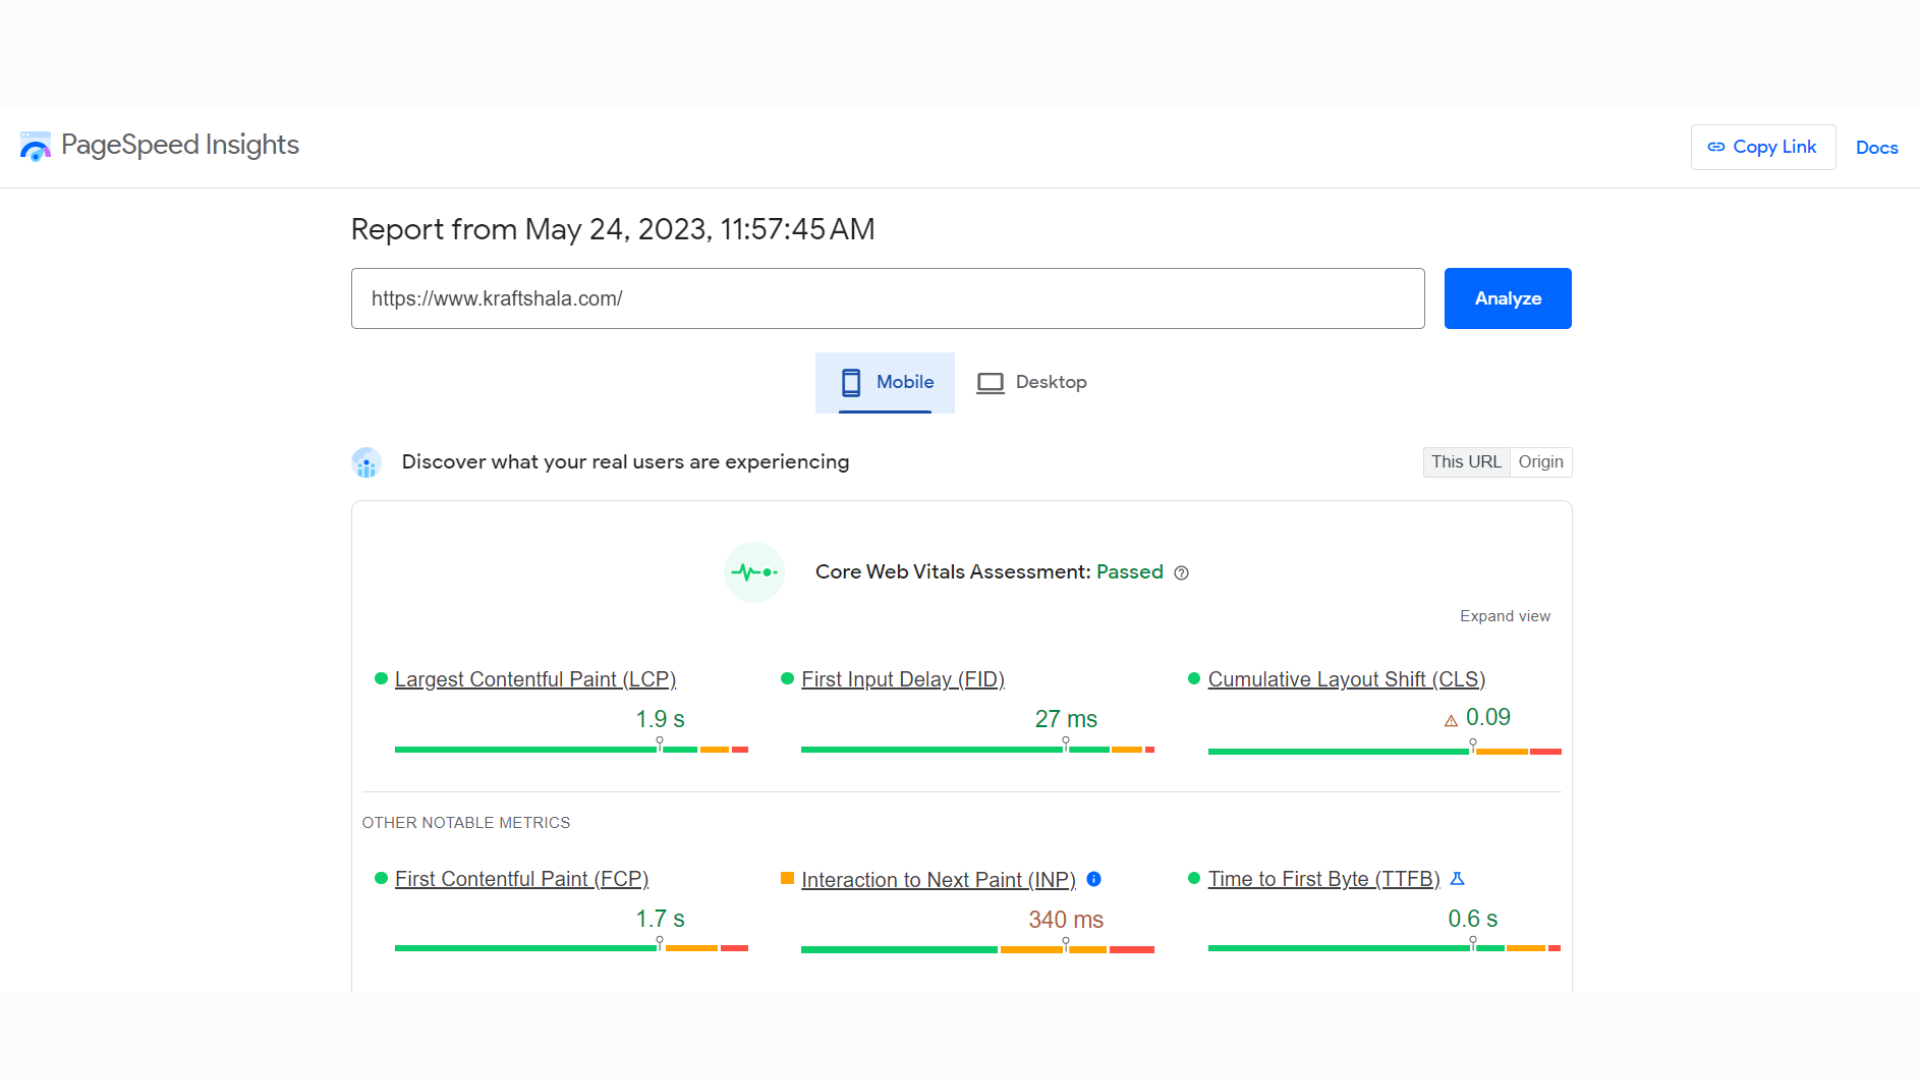 PageSpeed Insights
Copy Link
Docs
Report from May 24, 2023, 11:57:45 AM
https://www.kraftshala.com/
Analyze
Mobile
Desktop
Discover what your real users are experiencing
This URL
Origin
Core Web Vitals Assessment: Passed
Expand view
Largest Contentful Paint (LCP)
1.9 s
First Input Delay (FID)
27 ms
Cumulative Layout Shift (CLS)
0.09
OTHER NOTABLE METRICS
First Contentful Paint (FCP)
1.7 s
Interaction to Next Paint (INP)
340 ms
Time to First Byte (TTFB)
0.6 s